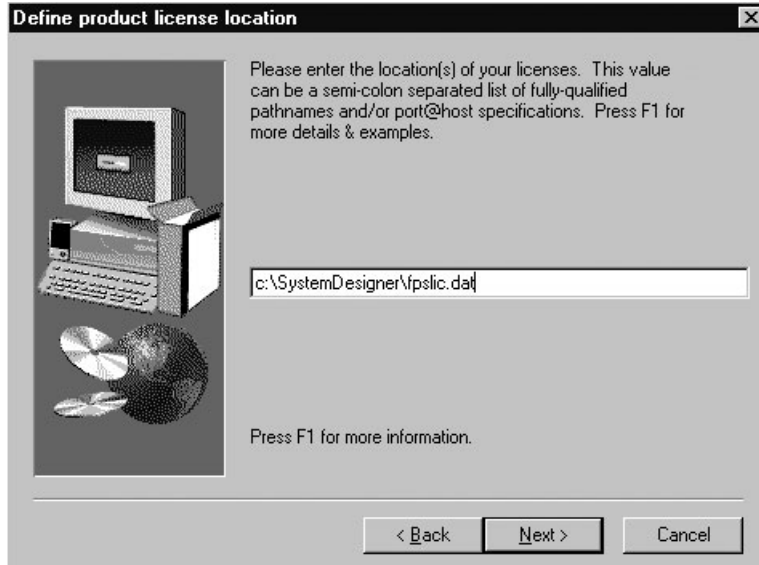 Define product license location
Please enter the location(s) of your licenses.  This value
can be a semi-colon separated list of fully-qualified
pathnames and/or port@host specifications.  Press F1 for
more details & examples.
c:\SystemDesigner\fpslic.dat
Press F1 for more information.
< Back
Next >
Cancel